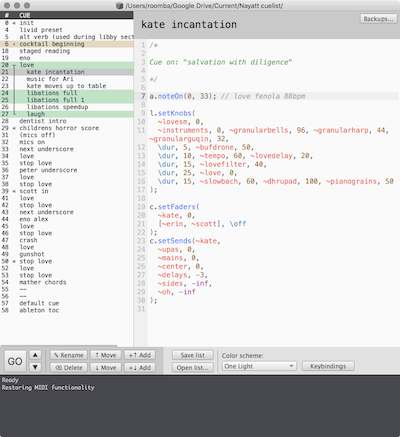 /Users/roomba/Google Drive/Current/Nayatt cuelist/
# CUE
0 * init
4 livid preset
5 alt verb (used during libby sect
6 * cocktail beginning
18 staged reading
19 eno
20 - love
21 kate incantation
22 music for Ari
23 kate moves up to table
24 libations full
25 libations full 1
26 libations speedup
27 laugh
28 dentist intro
29 * childrens horror score
31 (mics off)
32 mics on
33 next underscore
34 love
35 stop love
36 peter underscore
37 love
38 stop love
39 * scott in
41 love
42 stop love
43 next underscore
44 eno alex
45 love
46 stop love
47 crash
48 love
49 gunshot
50 * stop love
52 love
53 stop love
54 mather chords
55 --
56 --
57 default cue
58 ableton toc
kate incantation
Backups...
1 /*
2
3 Cue on: "salvation with diligence"
4
5 */
6
7 a.noteOn(0, 33); // love fenola 88bpm
8
9 l.setKnobs(
10 ~lovesm, 0,
11 ~instruments, 0, ~granularbells, 96, ~granularharp, 44,
~granularguqin, 32,
12 \dur, 5, ~bufdrone, 50,
13 \dur, 10, ~tempo, 60, ~lovedelay, 20,
14 \dur, 15, ~lovefilter, 40,
15 \dur, 25, ~love, 0,
16 \dur, 15, ~slowbah, 60, ~dhrupad, 100, ~pianograins, 50
17 );
18
19 c.setFaders(
20 ~kate, 0,
21 [~erin, ~scott], \off
22 );
23 c.setSends(~kate,
24 ~upas, 0,
25 ~mains, 0,
26 ~center, 0,
27 ~delays, -3,
28 ~sides, -inf,
29 ~oh, -inf
30 );
GO
▲
▼
✎ Rename
↑ Move
+↑ Add
⌫ Delete
↓ Move
+↓ Add
Save list
Open list...
Color scheme:
One Light
Keybindings
Ready
Restoring MIDI functionality